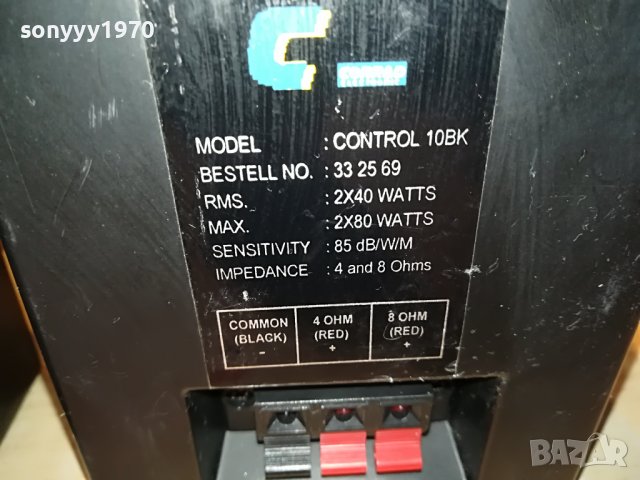 sonyyy1970
MODEL : CONTROL 10BK
BESTELL NO. : 33 25 69
RMS. : 2X40 WATTS
MAX. : 2X80 WATTS
SENSITIVITY : 85 dB/W/M
IMPEDANCE : 4 and 8 Ohms
COMMON 4 OHM 8 OHM
(BLACK) (RED) (RED)
- + +
BAZAR